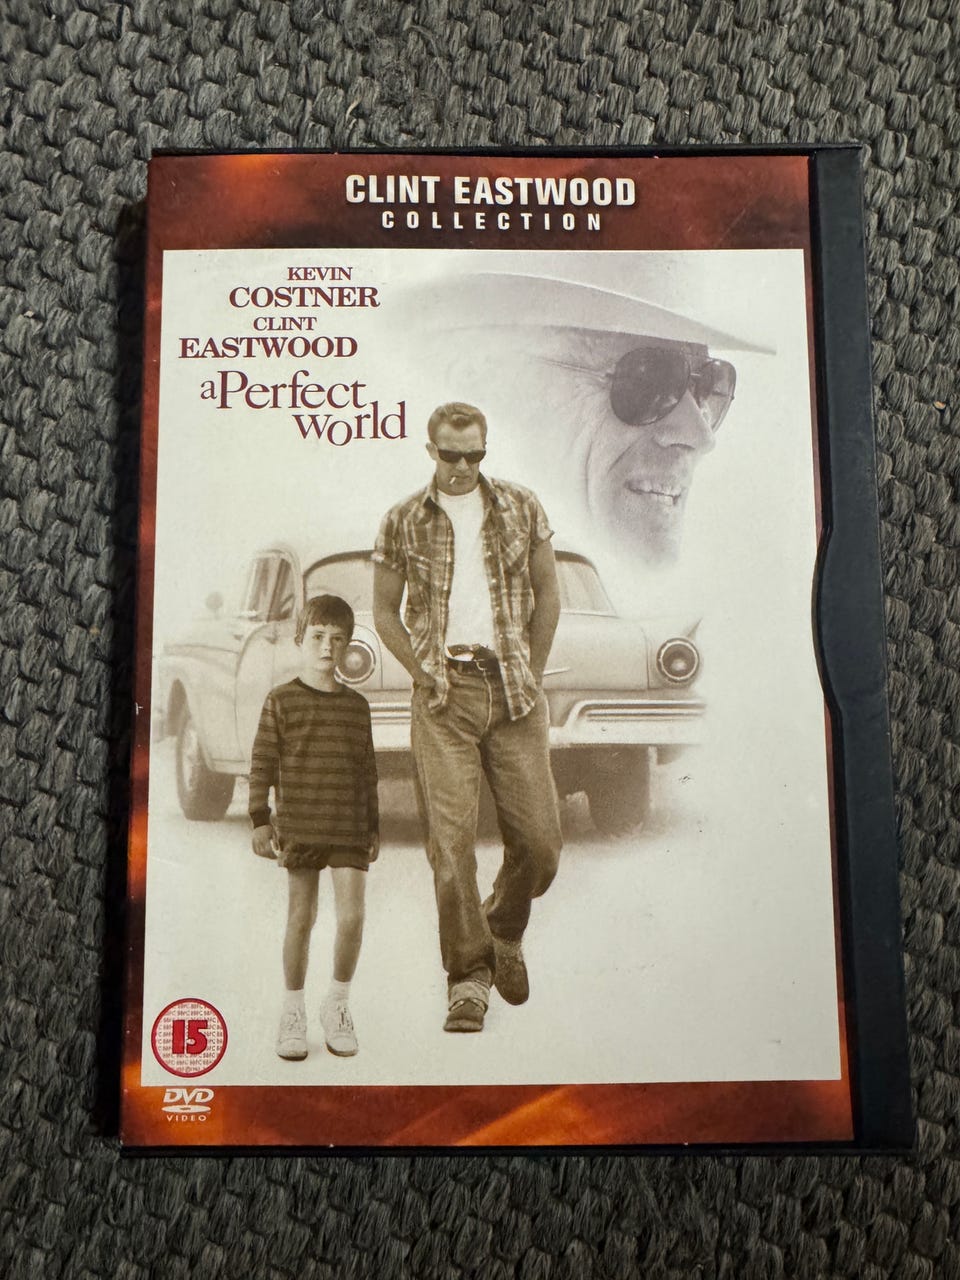 CLINT EASTWOOD
COLLECTION
KEVIN
COSTNER
CLINT
EASTWOOD
a Perfect
world
15
DVD
VIDEO